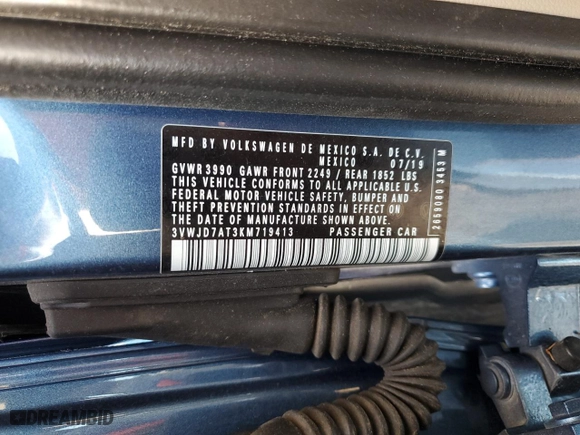 MFD BY VOLKSWAGEN DE MEXICO S.A. DE C.V.
MEXICO 07/19
GVWR 3990 GAWR FRONT 2249 / REAR 1852 LBS
THIS VEHICLE CONFORMS TO ALL APPLICABLE U.S.
FEDERAL MOTOR VEHICLE SAFETY, BUMPER AND
THEFT PREVENTION STANDARDS IN EFFECT ON THE
DATE OF MANUFACTURE SHOWN ABOVE.
3VWJD7AT3KM719413 PASSENGER CAR
2659080 3453 M
DREAMBID